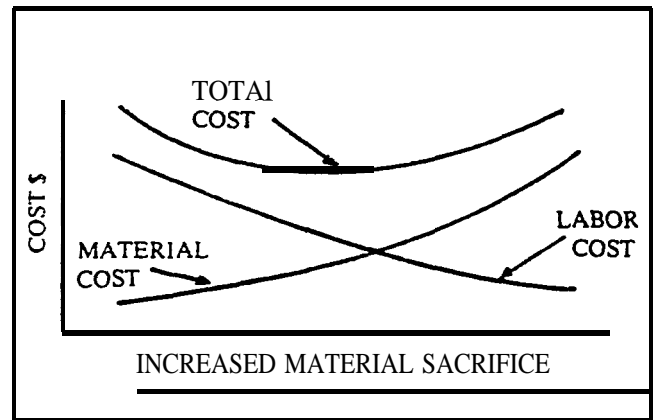 TOTAl
COST
COST $
MATERIAL
COST
LABOR
COST
INCREASED MATERIAL SACRIFICE